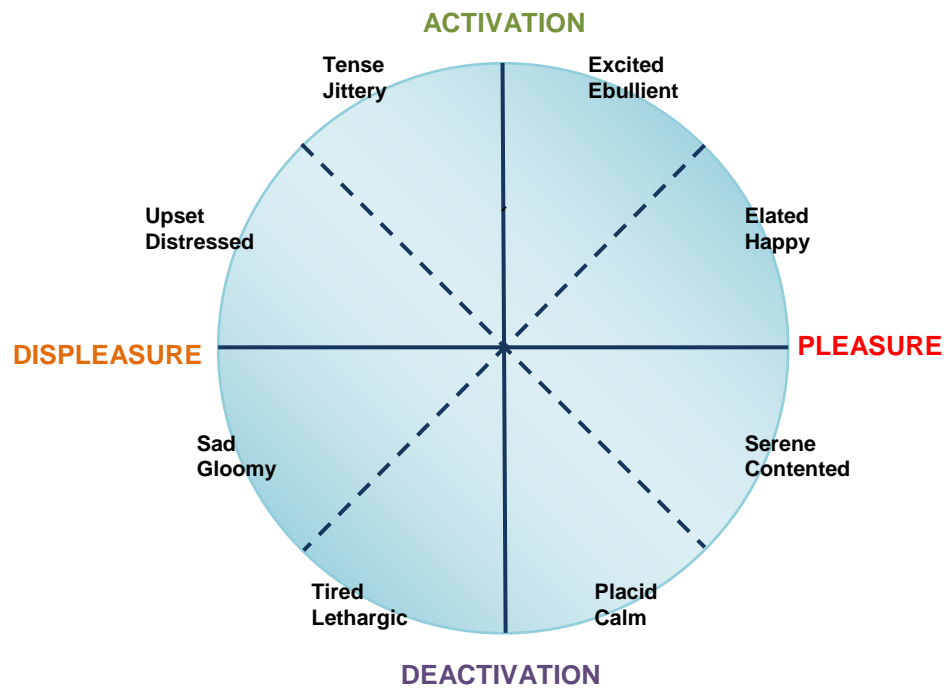 ACTIVATION
Tense
Jittery
Excited
Ebullient
Upset
Distressed
Elated
Happy
DISPLEASURE
PLEASURE
Sad
Gloomy
Serene
Contented
Tired
Lethargic
Placid
Calm
DEACTIVATION